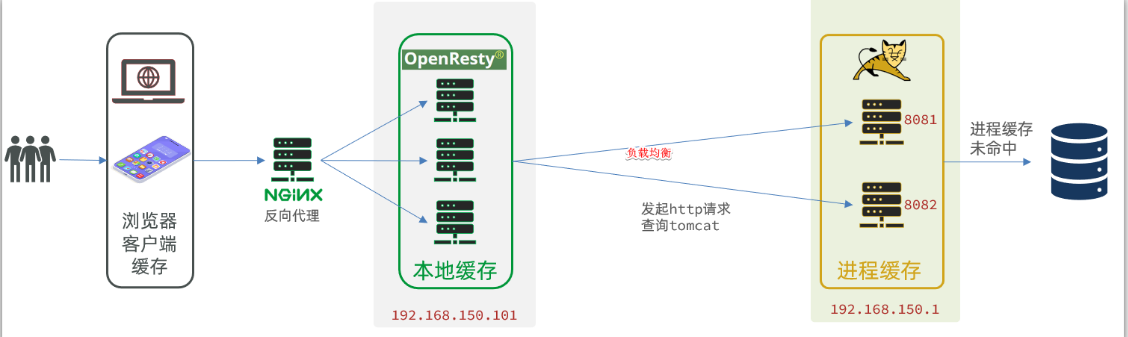 浏览器
客户端
缓存
NGINX
反向代理
OpenResty®
本地缓存
192.168.150.101
负载均衡
发起http请求
查询tomcat
8081
8082
进程缓存
192.168.150.1
进程缓存
未命中